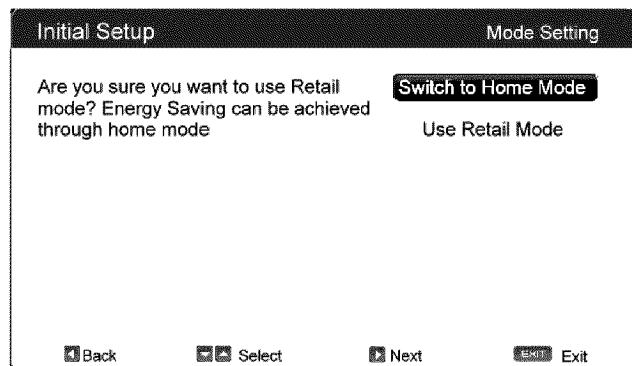 Initial Setup Mode Setting
Are you sure you want to use Retail
mode? Energy Saving can be achieved
through home mode
Switch to Home Mode
Use Retail Mode
Back Select Next EXIT Exit